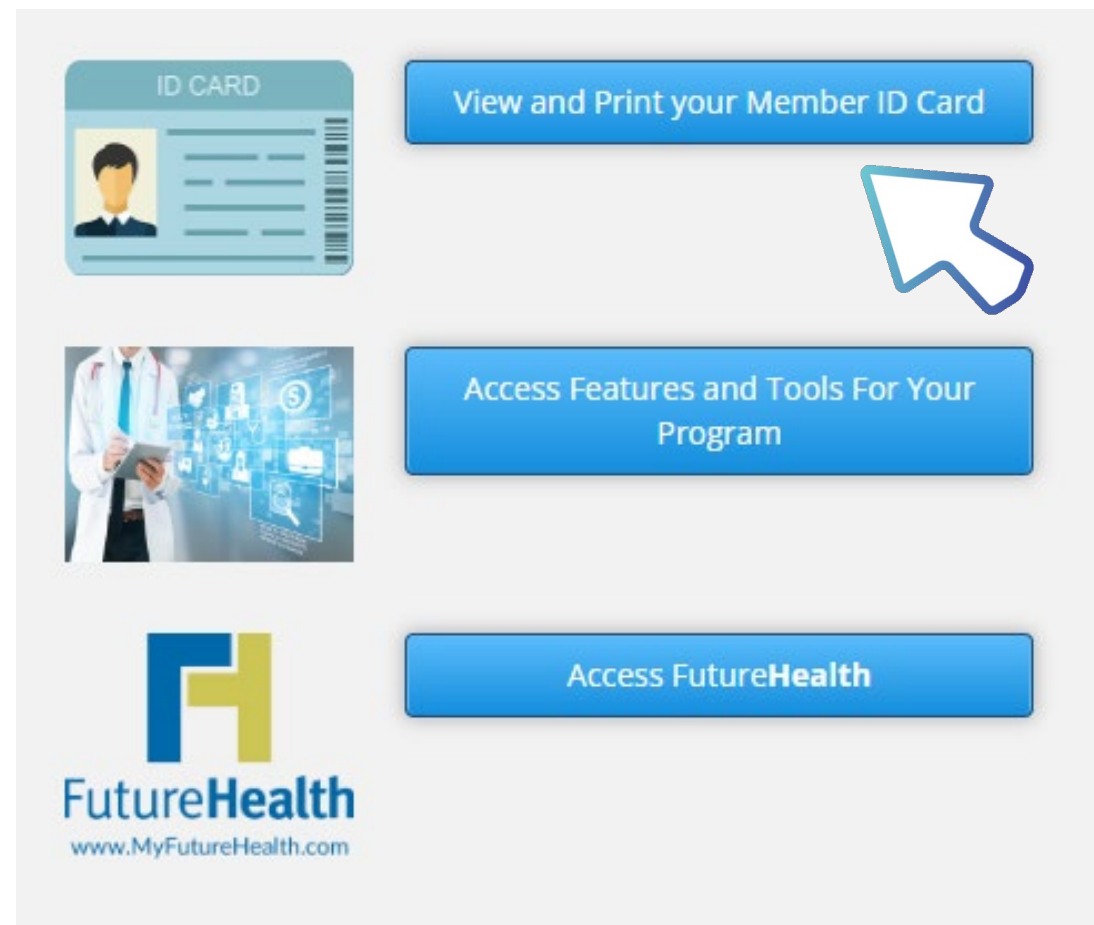 ID CARD
View and Print your Member ID Card
Access Features and Tools For Your
Program
Access FutureHealth
FutureHealth
www.MyFutureHealth.com